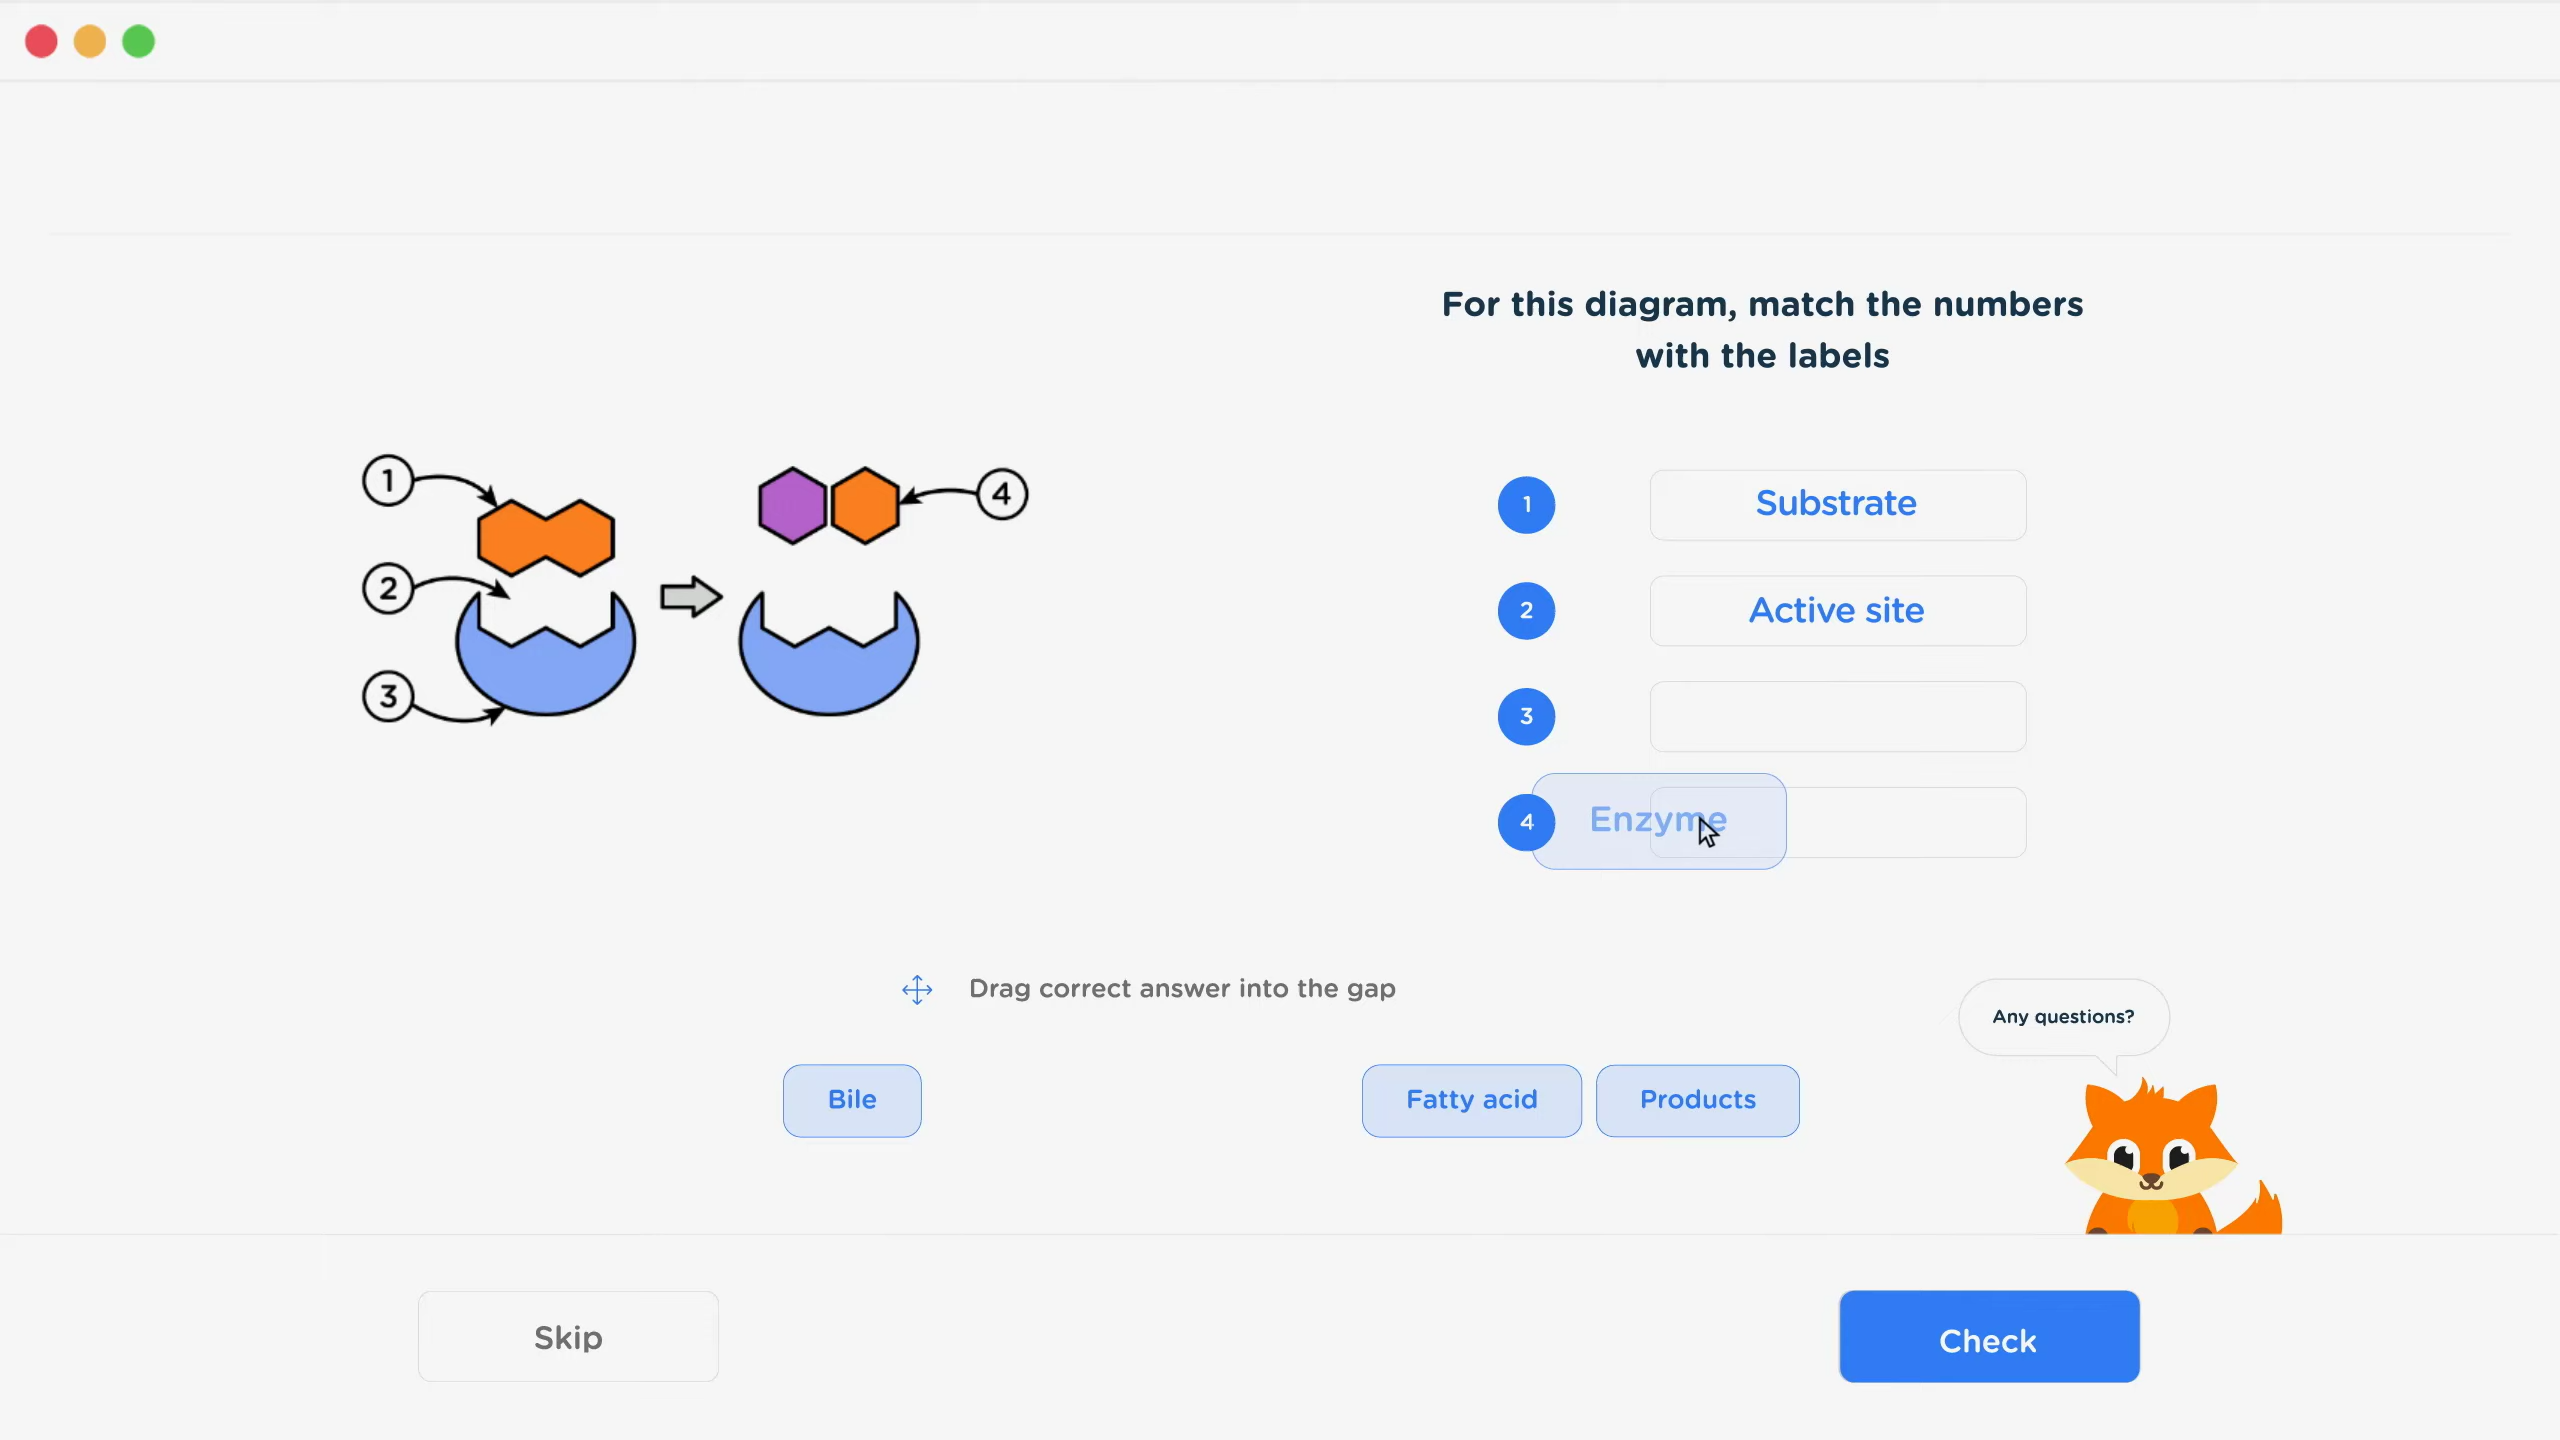 For this diagram, match the numbers
with the labels
1
2
3
4
1 Substrate
2 Active site
3
4 Enzyme
Drag correct answer into the gap
Bile
Fatty acid
Products
Any questions?
Skip
Check